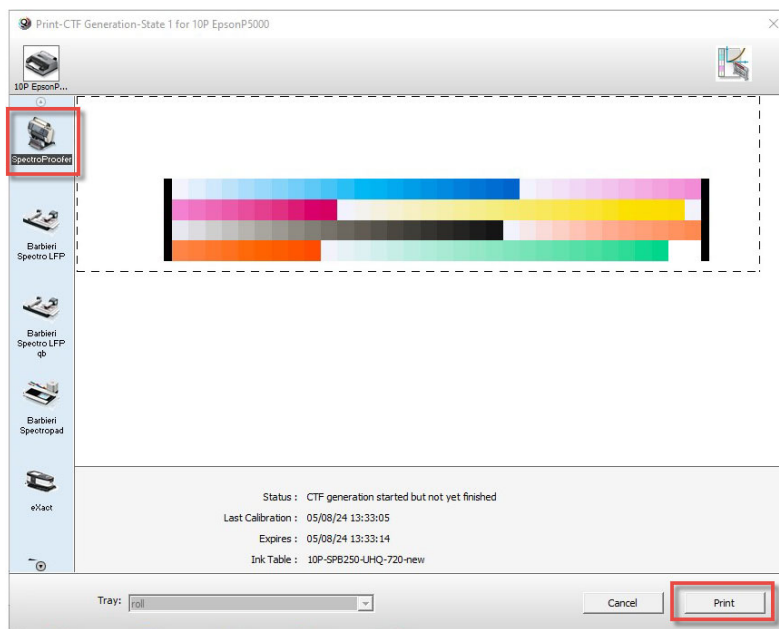 Print-CTF Generation-State 1 for 10P EpsonP5000
10P EpsonP...
SpectroProofer
Barbieri
Spectro LFP
Barbieri
Spectro LFP
qb
Barbieri
Spectropad
eXact
Status : CTF generation started but not yet finished
Last Calibration : 05/08/24 13:33:05
Expires : 05/08/24 13:33:14
Ink Table : 10P-SPB250-UHQ-720-new
Tray: roll
Cancel
Print